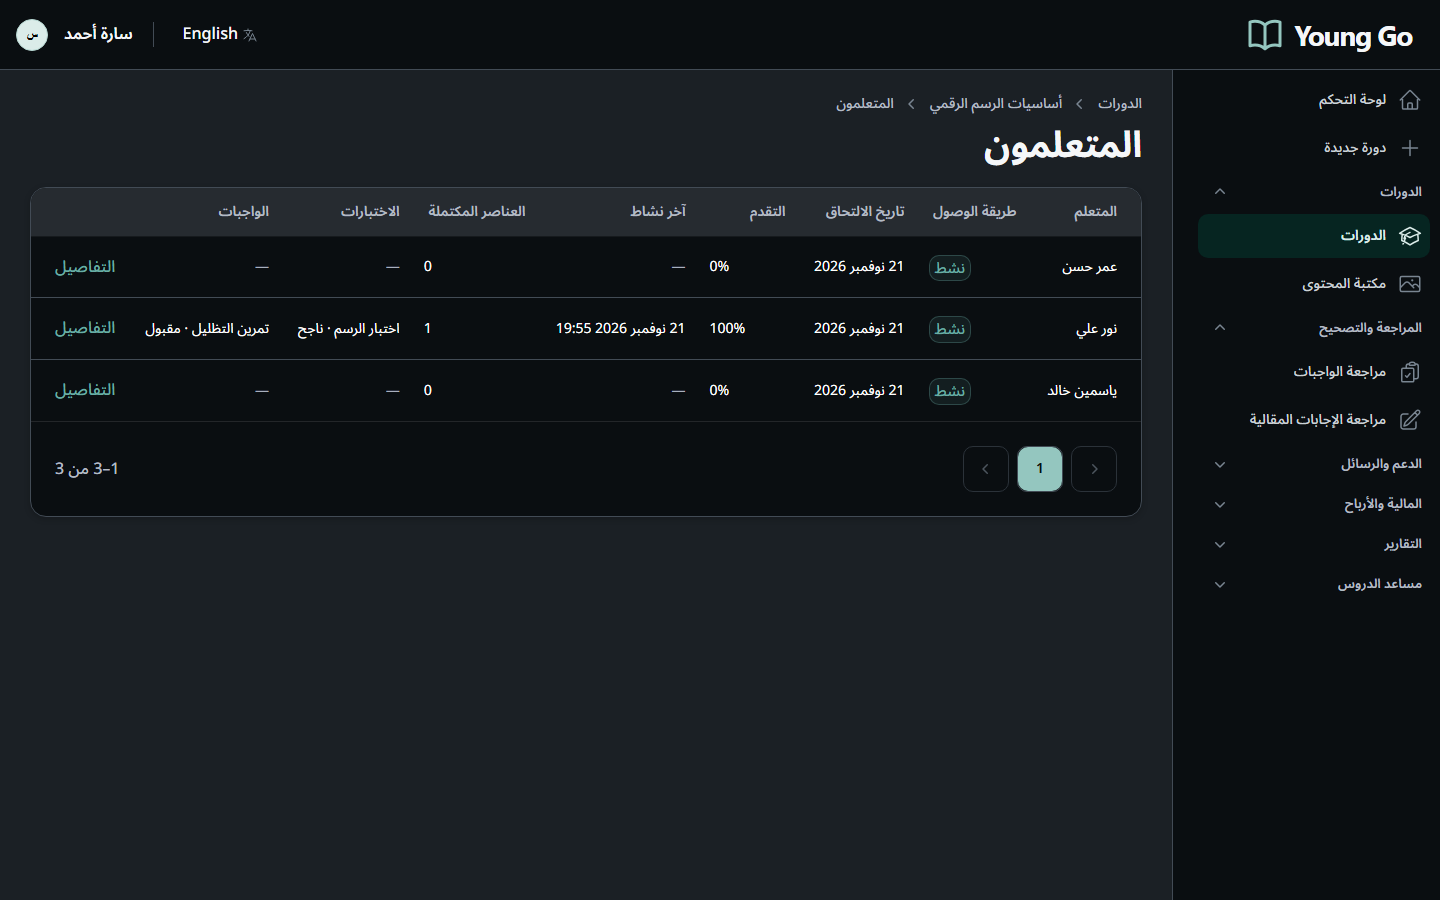 Young Go
English
سارة أحمد
س
لوحة التحكم
دورة جديدة
الدورات
الدورات
مكتبة المحتوى
المراجعة والتصحيح
مراجعة الواجبات
مراجعة الإجابات المقالية
الدعم والرسائل
المالية والأرباح
التقارير
مساعد الدروس
الدورات أساسيات الرسم الرقمي المتعلمون
المتعلمون
المتعلم طريقة الوصول تاريخ الالتحاق التقدم آخر نشاط العناصر المكتملة الاختبارات الواجبات
عمر حسن نشط 21 نوفمبر 2026 0% — 0 — — التفاصيل
نور علي نشط 21 نوفمبر 2026 100% 21 نوفمبر 2026 19:55 1 اختبار الرسم · ناجح تمرين التظليل · مقبول التفاصيل
ياسمين خالد نشط 21 نوفمبر 2026 0% — 0 — — التفاصيل
1
1–3 من 3